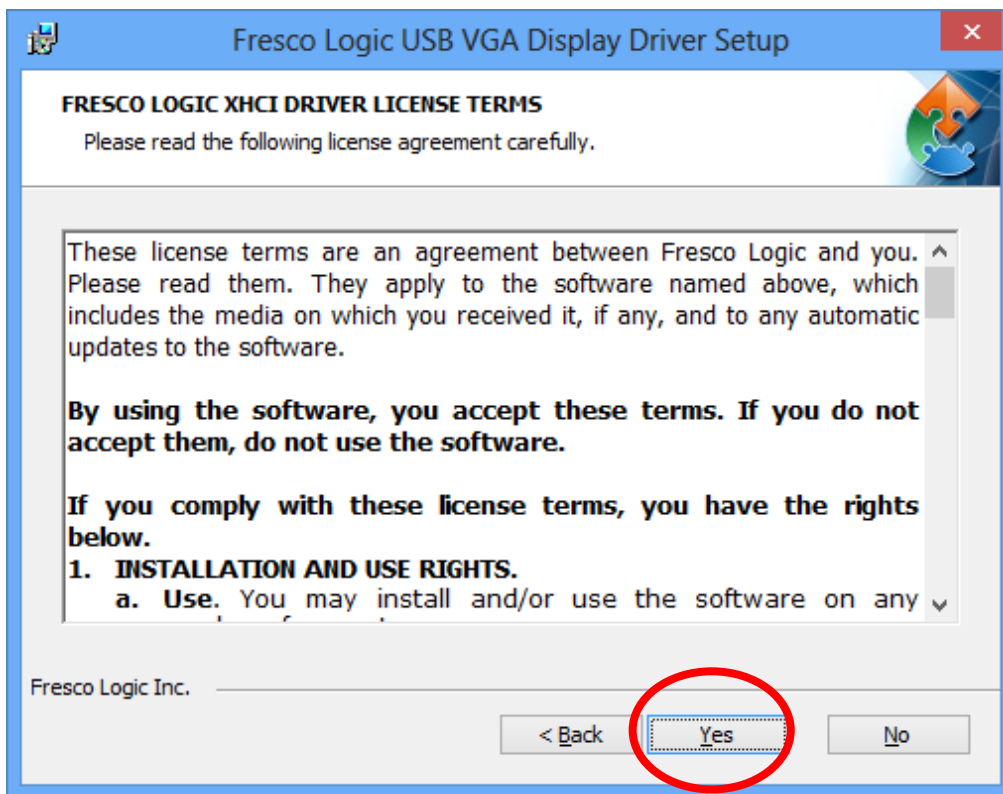 Fresco Logic USB VGA Display Driver Setup
FRESCO LOGIC XHCI DRIVER LICENSE TERMS
Please read the following license agreement carefully.
These license terms are an agreement between Fresco Logic and you.
Please read them. They apply to the software named above, which
includes the media on which you received it, if any, and to any automatic
updates to the software.
By using the software, you accept these terms. If you do not
accept them, do not use the software.
If you comply with these license terms, you have the rights
below.
1. INSTALLATION AND USE RIGHTS.
a. Use. You may install and/or use the software on any
Fresco Logic Inc.
< Back Yes No